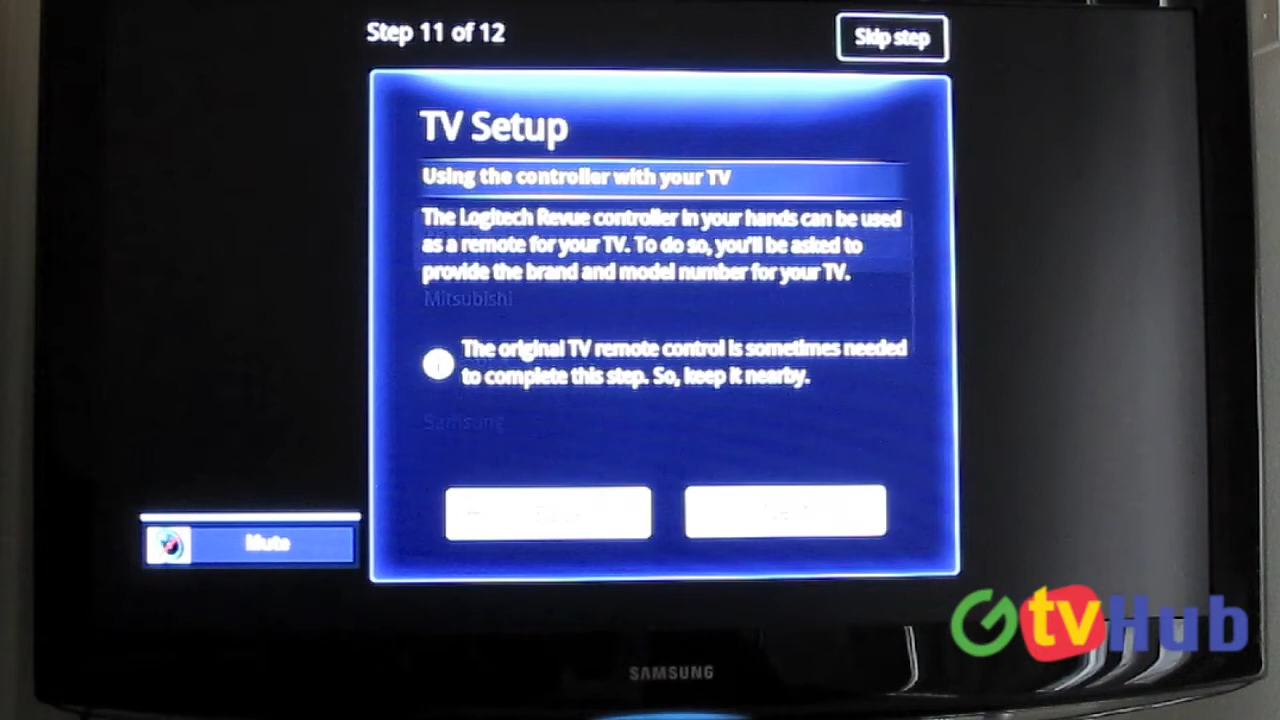 Step 11 of 12
Skip step
TV Setup
Using the controller with your TV
The Logitech Revue controller in your hands can be used
as a remote for your TV. To do so, you'll be asked to
provide the brand and model number for your TV.
Mitsubishi
The original TV remote control is sometimes needed
to complete this step. So, keep it nearby.
Samsung
Mute
GtvHub
SAMSUNG